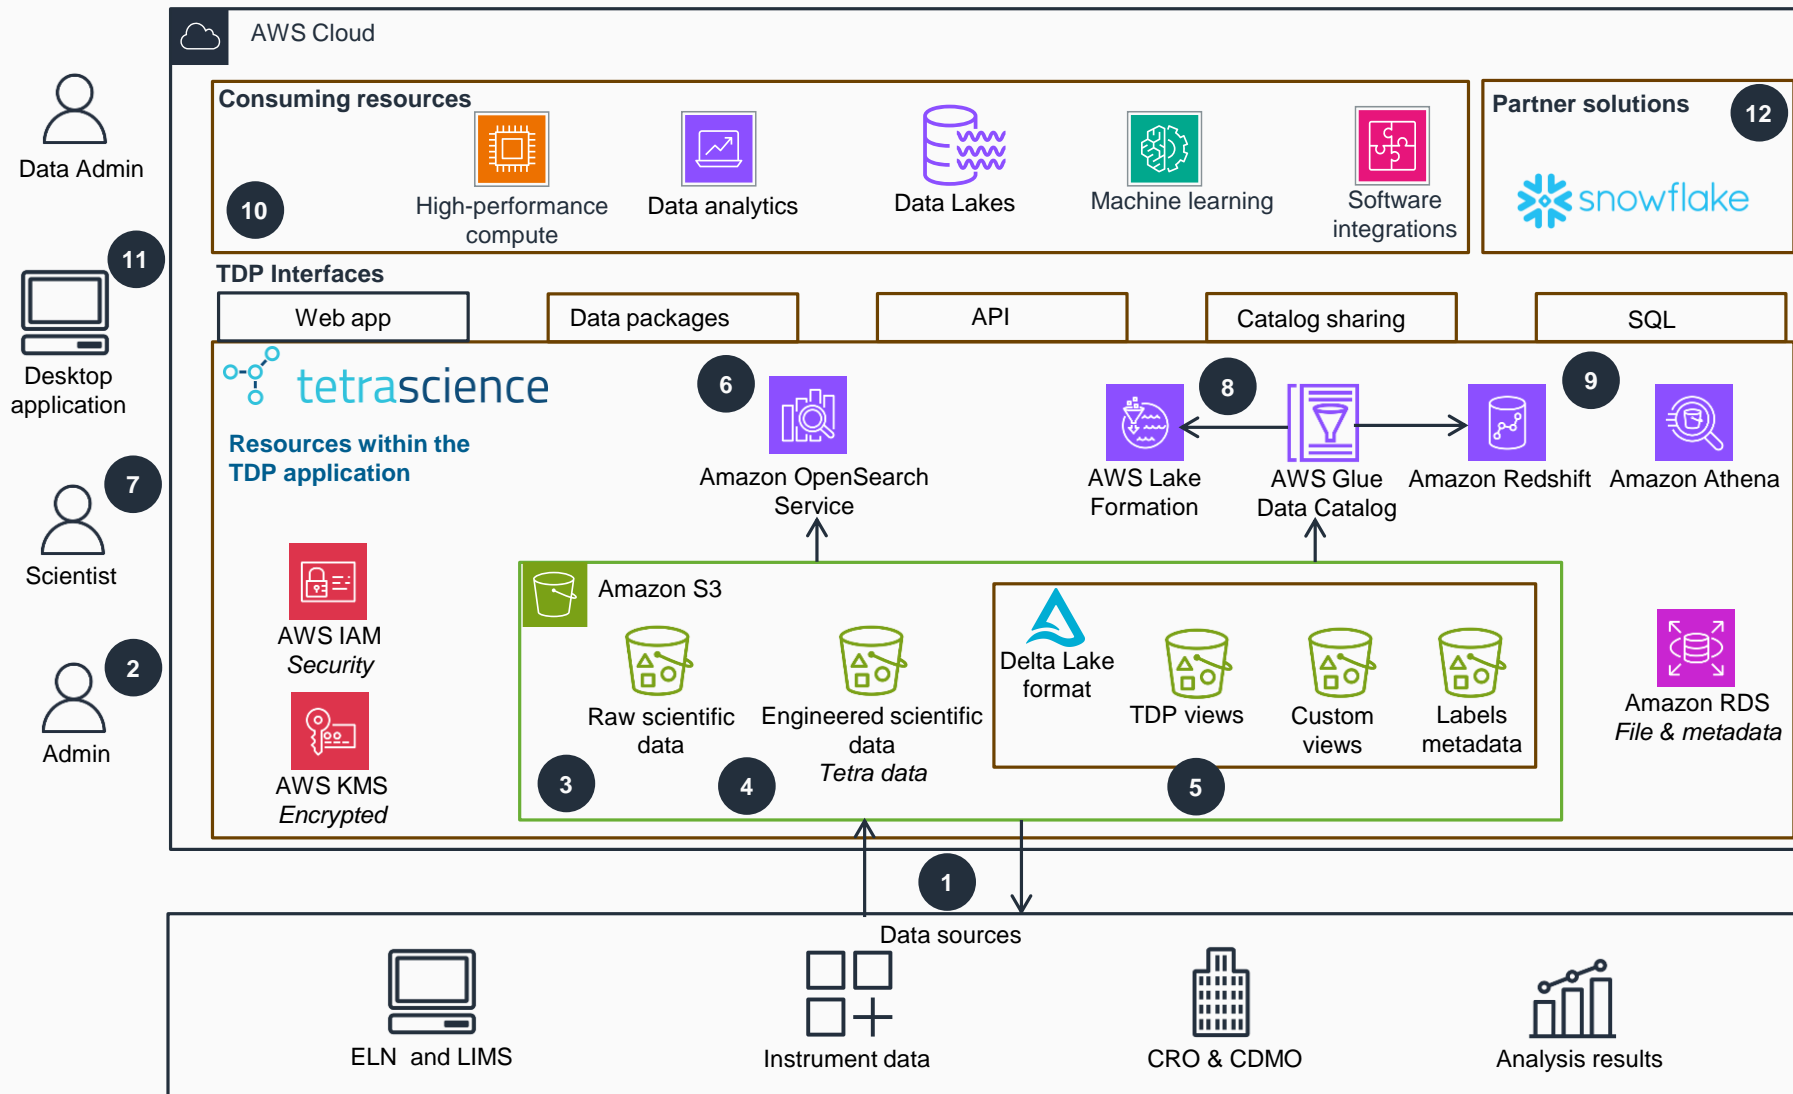 AWS Cloud
Data Admin
11
Desktop
application
7
Scientist
2
Admin
Consuming resources
10
High-performance
compute
Data analytics
Data Lakes
Machine learning
Software
integrations
Partner solutions
12
snowflake
TDP Interfaces
Web app
Data packages
API
Catalog sharing
SQL
tetrascience
Resources within the
TDP application
6
Amazon OpenSearch
Service
8
AWS Lake
Formation
AWS Glue
Data Catalog
Amazon Redshift
9
Amazon Athena
AWS IAM
Security
AWS KMS
Encrypted
Amazon S3
Raw scientific
data
3
Engineered scientific
data
Tetra data
4
Delta Lake
format
TDP views
Custom
views
Labels
metadata
5
Amazon RDS
File & metadata
1
Data sources
ELN and LIMS
Instrument data
CRO & CDMO
Analysis results